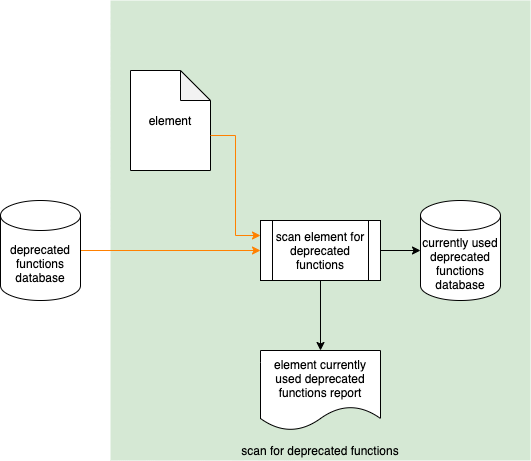 element
deprecated
functions
database
scan element for
deprecated
functions
currently used
deprecated
functions
database
element currently
used deprecated
functions report
scan for deprecated functions